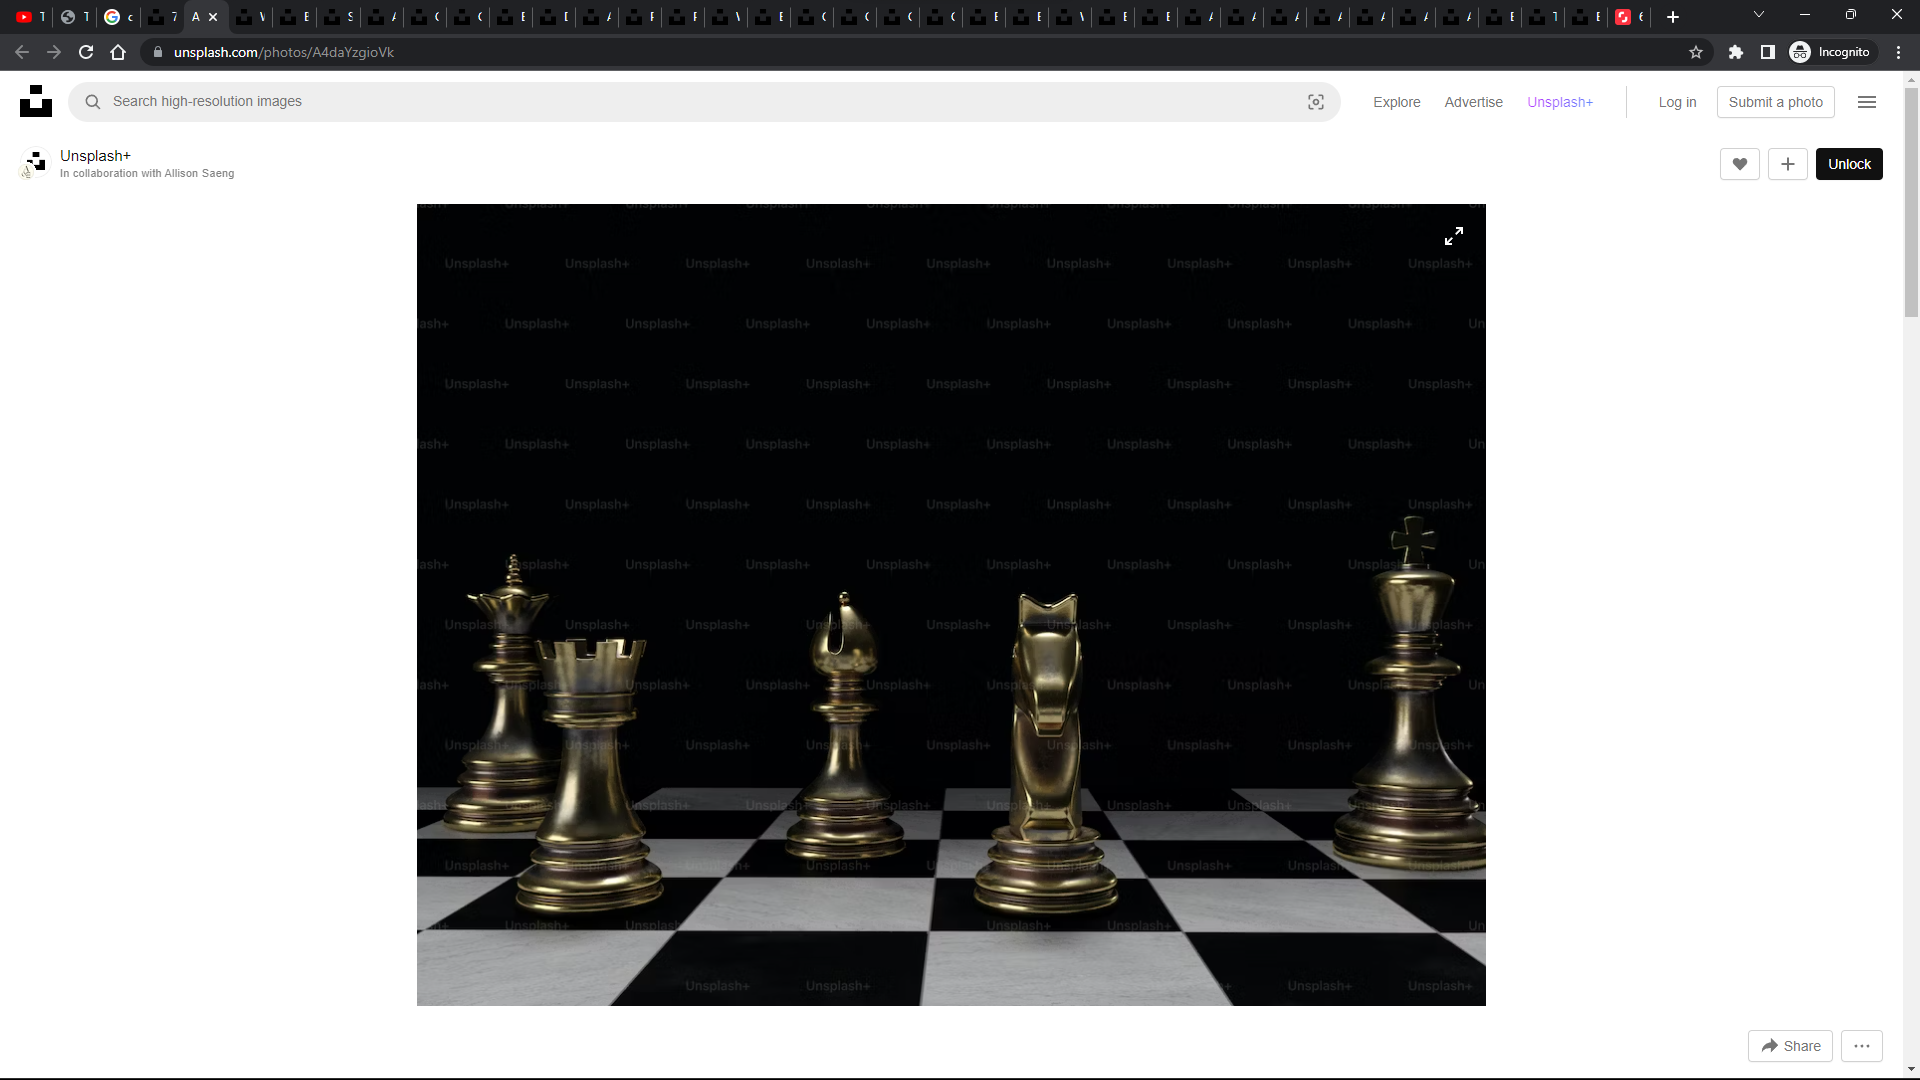 unsplash.com/photos/A4daYzgioVk
Incognito
Search high-resolution images
Explore
Advertise
Unsplash+
Log in
Submit a photo
Unsplash+
In collaboration with Allison Saeng
Unlock
Unsplash+ Unsplash+ Unsplash+ Unsplash+ Unsplash+ Unsplash+ Unsplash+ Unsplash+ Unsplash+
Share